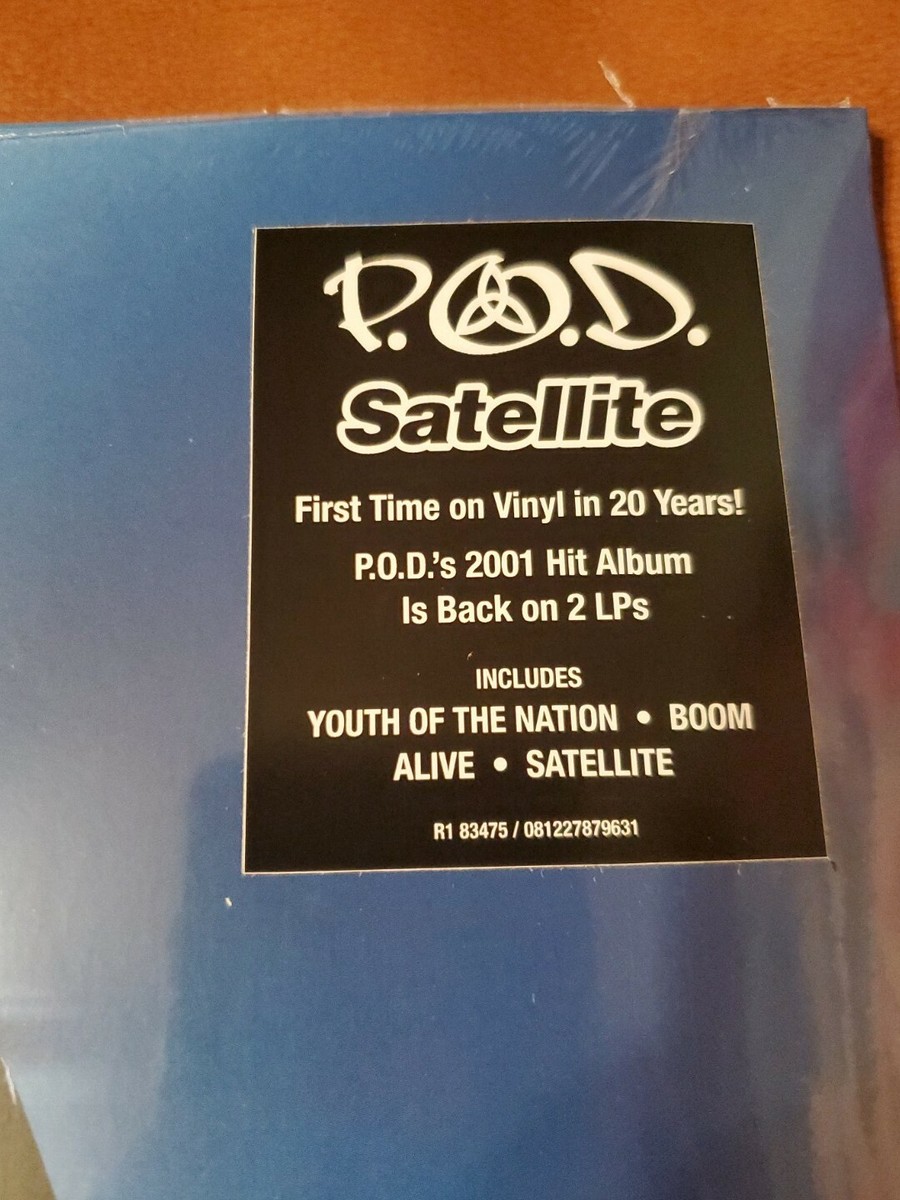 P.O.D.
Satellite
First Time on Vinyl in 20 Years!
P.O.D.'s 2001 Hit Album
Is Back on 2 LPs
INCLUDES
YOUTH OF THE NATION • BOOM
ALIVE • SATELLITE
R1 83475 / 081227879631